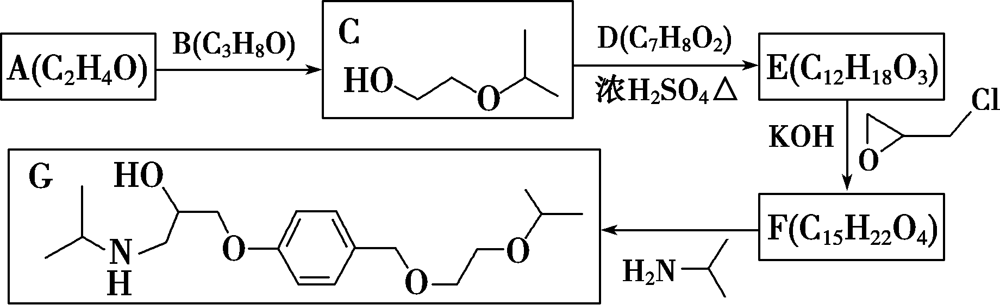 A(C₂H₄O)
B(C₃H₈O)
C
HO
O
D(C₇H₈O₂)
浓H₂SO₄△
E(C₁₂H₁₈O₃)
KOH
Cl
O
F(C₁₅H₂₂O₄)
H₂N
G
HO
N
H
O
O
O